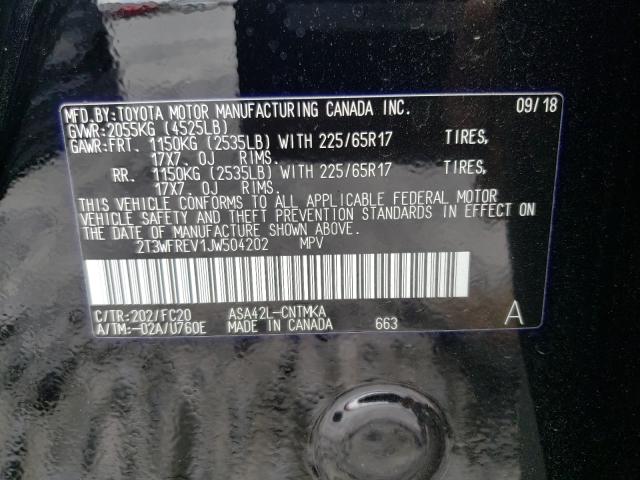 MFD.BY:TOYOTA MOTOR MANUFACTURING CANADA INC. 09/18
GVWR:2055KG (4525LB)
GAWR:FRT. 1150KG (2535LB) WITH 225/65R17 TIRES,
17X7.0J RIMS.
RR. 1150KG (2535LB) WITH 225/65R17 TIRES,
17X7.0J RIMS.
THIS VEHICLE CONFORMS TO ALL APPLICABLE FEDERAL MOTOR
VEHICLE SAFETY AND THEFT PREVENTION STANDARDS IN EFFECT ON
THE DATE OF MANUFACTURE SHOWN ABOVE.
2T3WFREV1JW504202 MPV
C/TR:202/FC20 ASA42L-CNTMKA
A/TM:-02A/U760E MADE IN CANADA 663 A